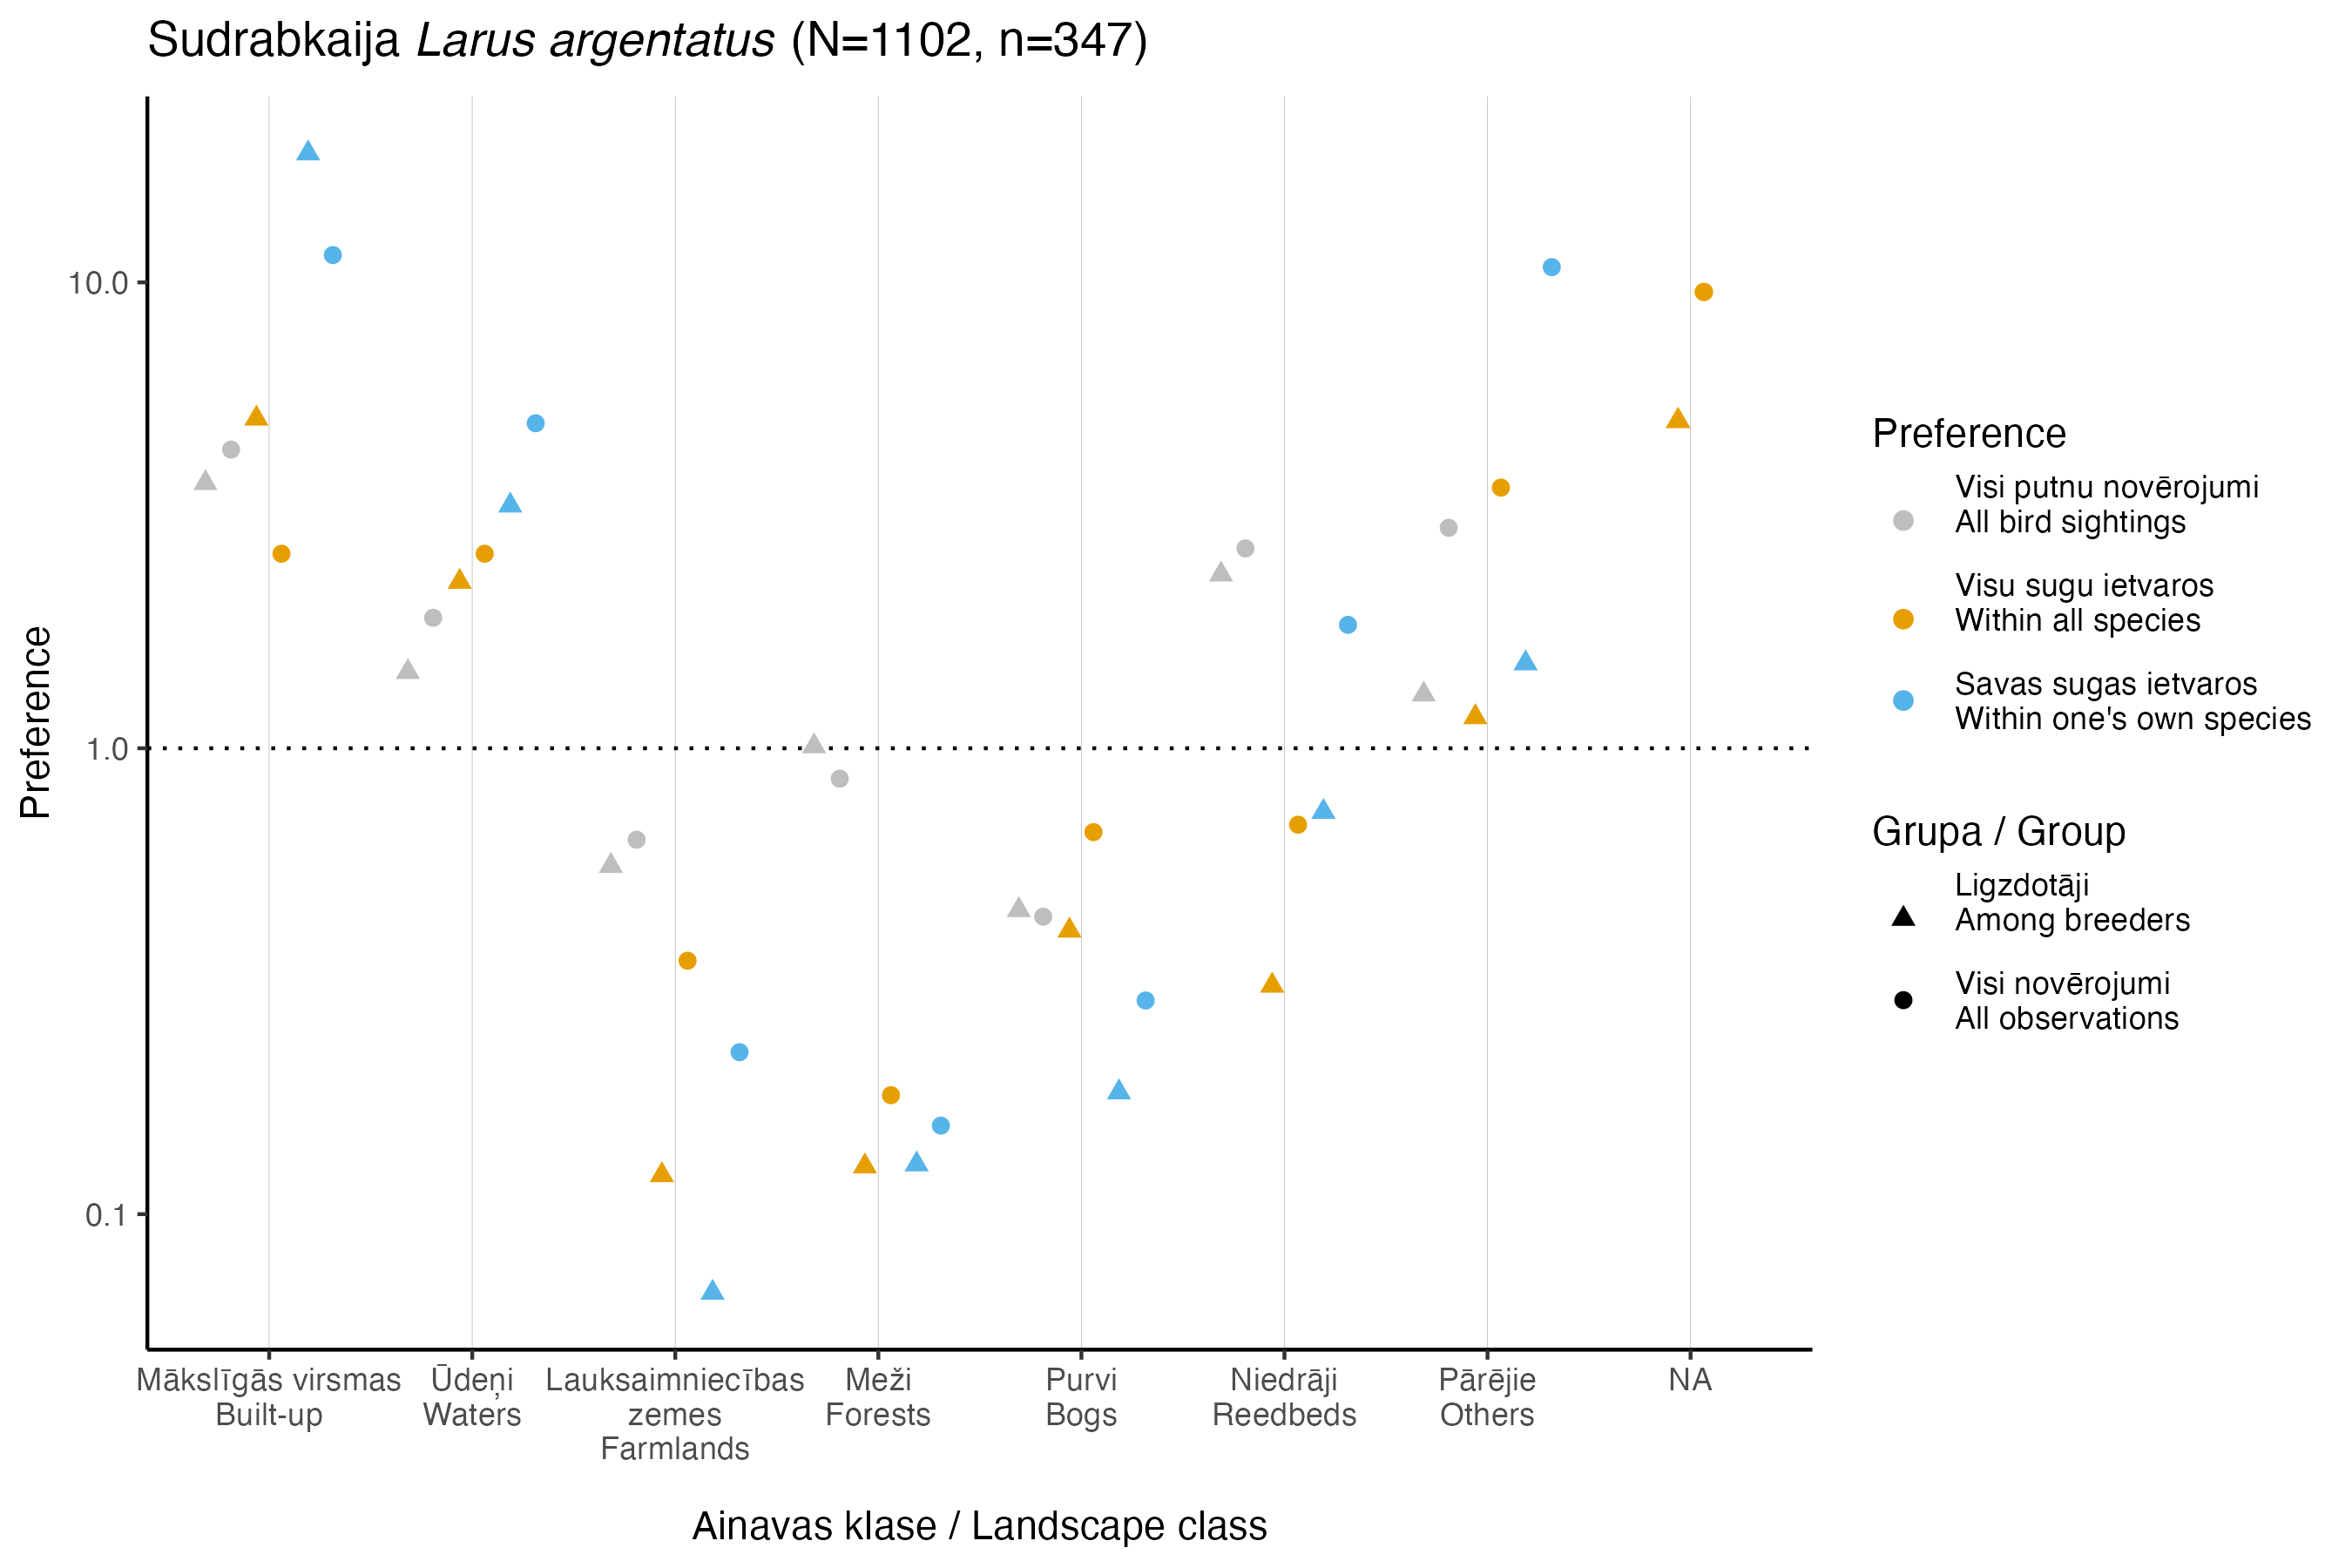 Sudrabkaija Larus argentatus (N=1102, n=347)
Preference
10.0
1.0
0.1
Mākslīgās virsmas
Built-up
Ūdeņi
Waters
Lauksaimniecības
zemes
Farmlands
Meži
Forests
Purvi
Bogs
Niedrāji
Reedbeds
Pārējie
Others
NA
Ainavas klase / Landscape class
Preference
Visi putnu novērojumi
All bird sightings
Visu sugu ietvaros
Within all species
Savas sugas ietvaros
Within one's own species
Grupa / Group
Ligzdotāji
Among breeders
Visi novērojumi
All observations